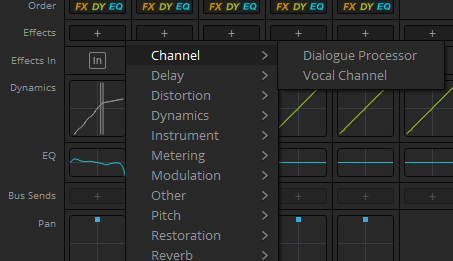 Order FX DY EQ FX DY EQ FX DY EQ FX DY EQ FX DY EQ
Effects + + + + + +
Effects In In
Channel
Dialogue Processor
Vocal Channel
Delay
Distortion
Dynamics Dynamics
Instrument
EQ Metering
Modulation
Bus Sends + Other + + +
Pan Pitch
Restoration
Reverb